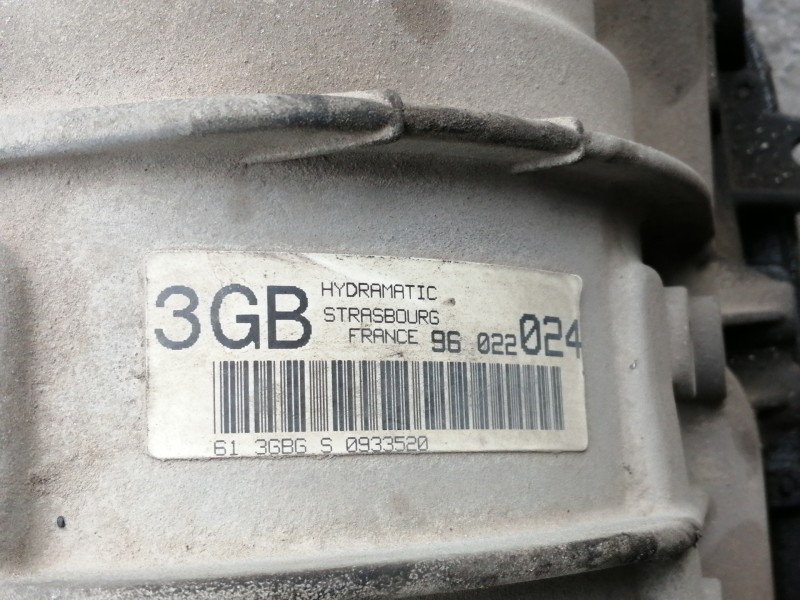 3GB HYDRAMATIC
STRASBOURG
FRANCE 96 022 024
61 3GBG S 0933520